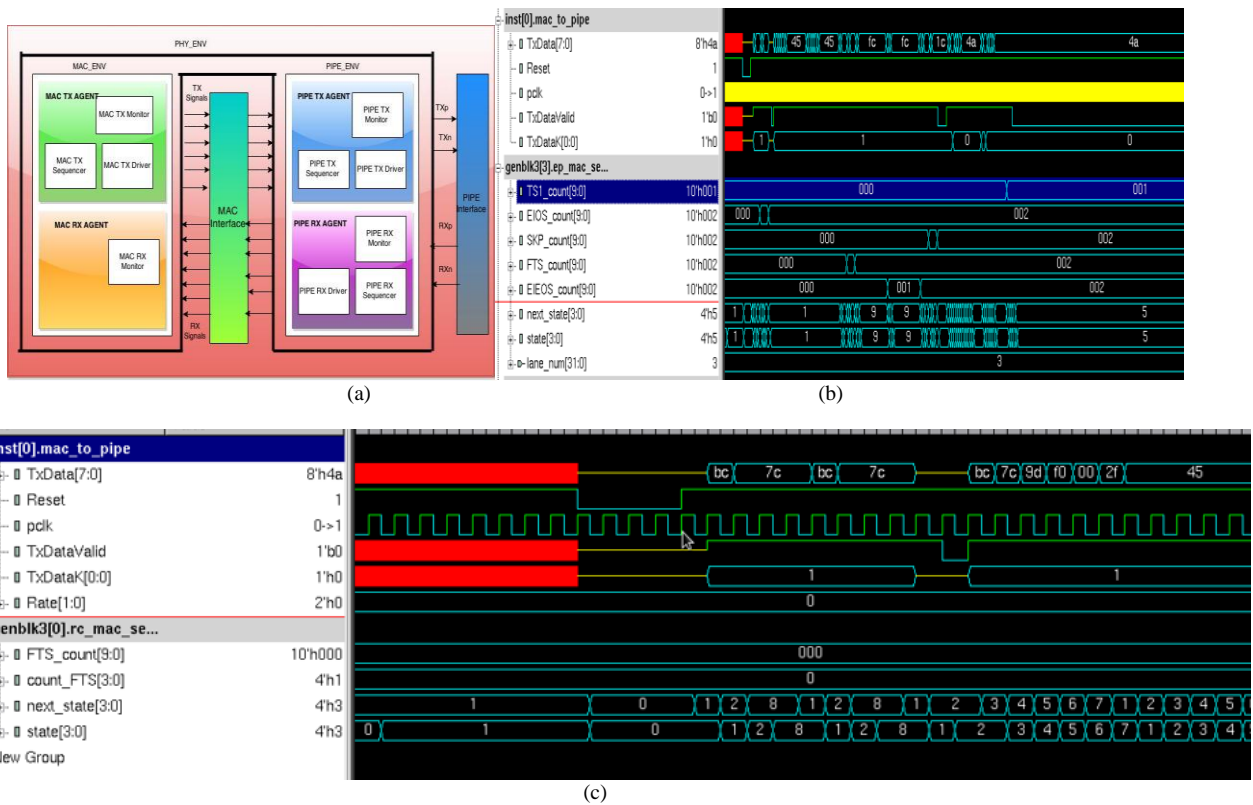 PHY_ENV
MAC_ENV
PIPE_ENV
MAC TX AGENT
MAC TX Monitor
MAC TX Sequencer
MAC TX Driver
MAC RX AGENT
MAC RX Monitor
TX Signals
MAC Interface
RX Signals
PIPE TX AGENT
PIPE TX Monitor
PIPE TX Sequencer
PIPE TX Driver
PIPE RX AGENT
PIPE RX Monitor
PIPE RX Driver
PIPE RX Sequencer
TXp
TXn
RXp
RXn
PIPE Interface
(a)
inst[0].mac_to_pipe
TxData[7:0] 8'h4a 45 45 fc fc 1c 4a 4a
Reset 1
pclk 0->1
TxDataValid 1'b0
TxDataK[0:0] 1'h0 1 1 0 0
genblk3[3].ep_mac_se...
TS1_count[9:0] 10'h001 000 001
EIOS_count[9:0] 10'h002 000 002
SKP_count[9:0] 10'h002 000 002
FTS_count[9:0] 10'h002 000 002
EIEOS_count[9:0] 10'h002 000 001 002
next_state[3:0] 4'h5 1 1 9 9 5
state[3:0] 4'h5 1 1 9 9 5
lane_num[31:0] 3 3
(b)
nst[0].mac_to_pipe
TxData[7:0] 8'h4a bc 7c bc 7c bc 7c 9d f0 00 2f 45
Reset 1
pclk 0->1
TxDataValid 1'b0
TxDataK[0:0] 1'h0 1 1
Rate[1:0] 2'h0 0
enblk3[0].rc_mac_se...
FTS_count[9:0] 10'h000 000
count_FTS[3:0] 4'h1 0
next_state[3:0] 4'h3 1 0 1 2 8 1 2 8 1 2 3 4 5 6 7 1 2 3 4 5
state[3:0] 4'h3 0 1 0 1 2 8 1 2 8 1 2 3 4 5 6 7 1 2 3 4
New Group
(c)